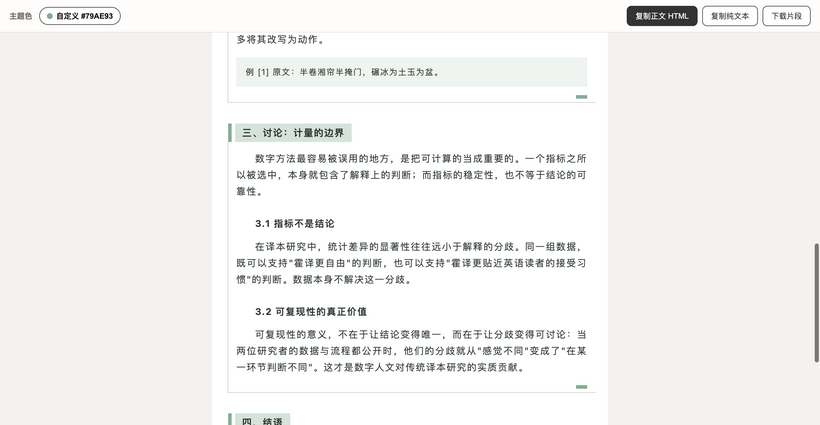 主题色
自定义 #79AE93
复制正文 HTML
复制纯文本
下载片段
多将其改写为动作。
例 [1] 原文：半卷湘帘半掩门，碾冰为土玉为盆。
三、讨论：计量的边界
数字方法最容易被误用的地方，是把可计算的当成重要的。一个指标之所
以被选中，本身就包含了解释上的判断；而指标的稳定性，也不等于结论的可
靠性。
3.1 指标不是结论
在译本研究中，统计差异的显著性往往远小于解释的分歧。同一组数据，
既可以支持"霍译更自由"的判断，也可以支持"霍译更贴近英语读者的接受习
惯"的判断。数据本身不解决这一分歧。
3.2 可复现性的真正价值
可复现性的意义，不在于让结论变得唯一，而在于让分歧变得可讨论：当
两位研究者的数据与流程都公开时，他们的分歧就从"感觉不同"变成了"在某
一环节判断不同"。这才是数字人文对传统译本研究的实质贡献。
四、结语